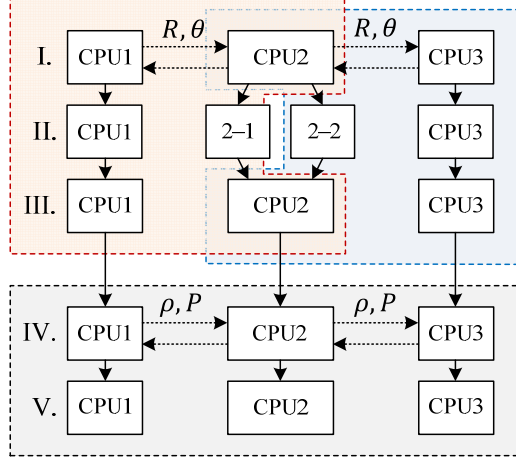 R, θ R, θ
I. CPU1 CPU2 CPU3
II. CPU1 2–1 2–2 CPU3
III. CPU1 CPU2 CPU3
ρ, P ρ, P
IV. CPU1 CPU2 CPU3
V. CPU1 CPU2 CPU3